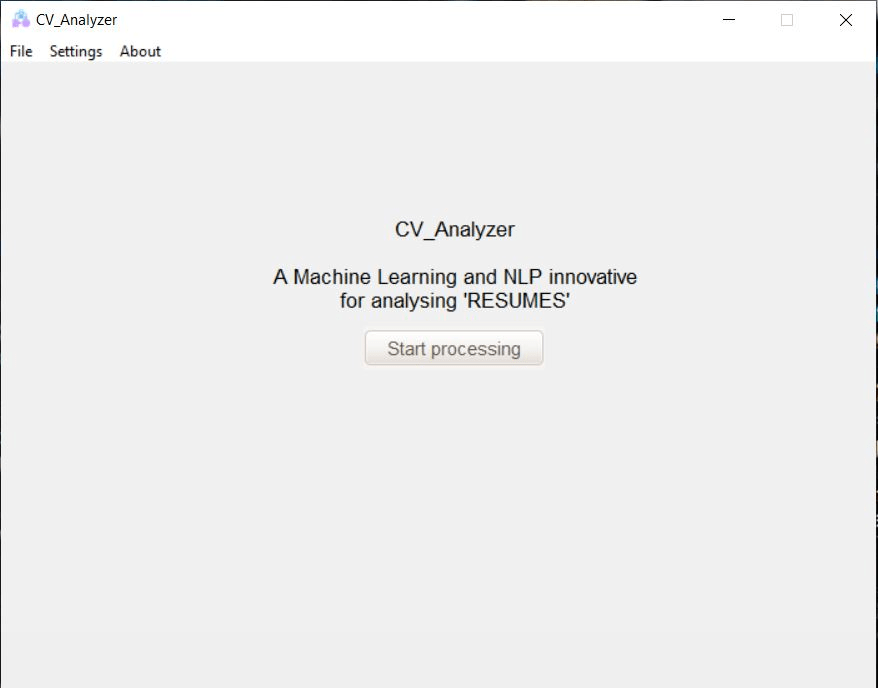 CV_Analyzer
File Settings About
CV_Analyzer
A Machine Learning and NLP innovative
for analysing 'RESUMES'
Start processing